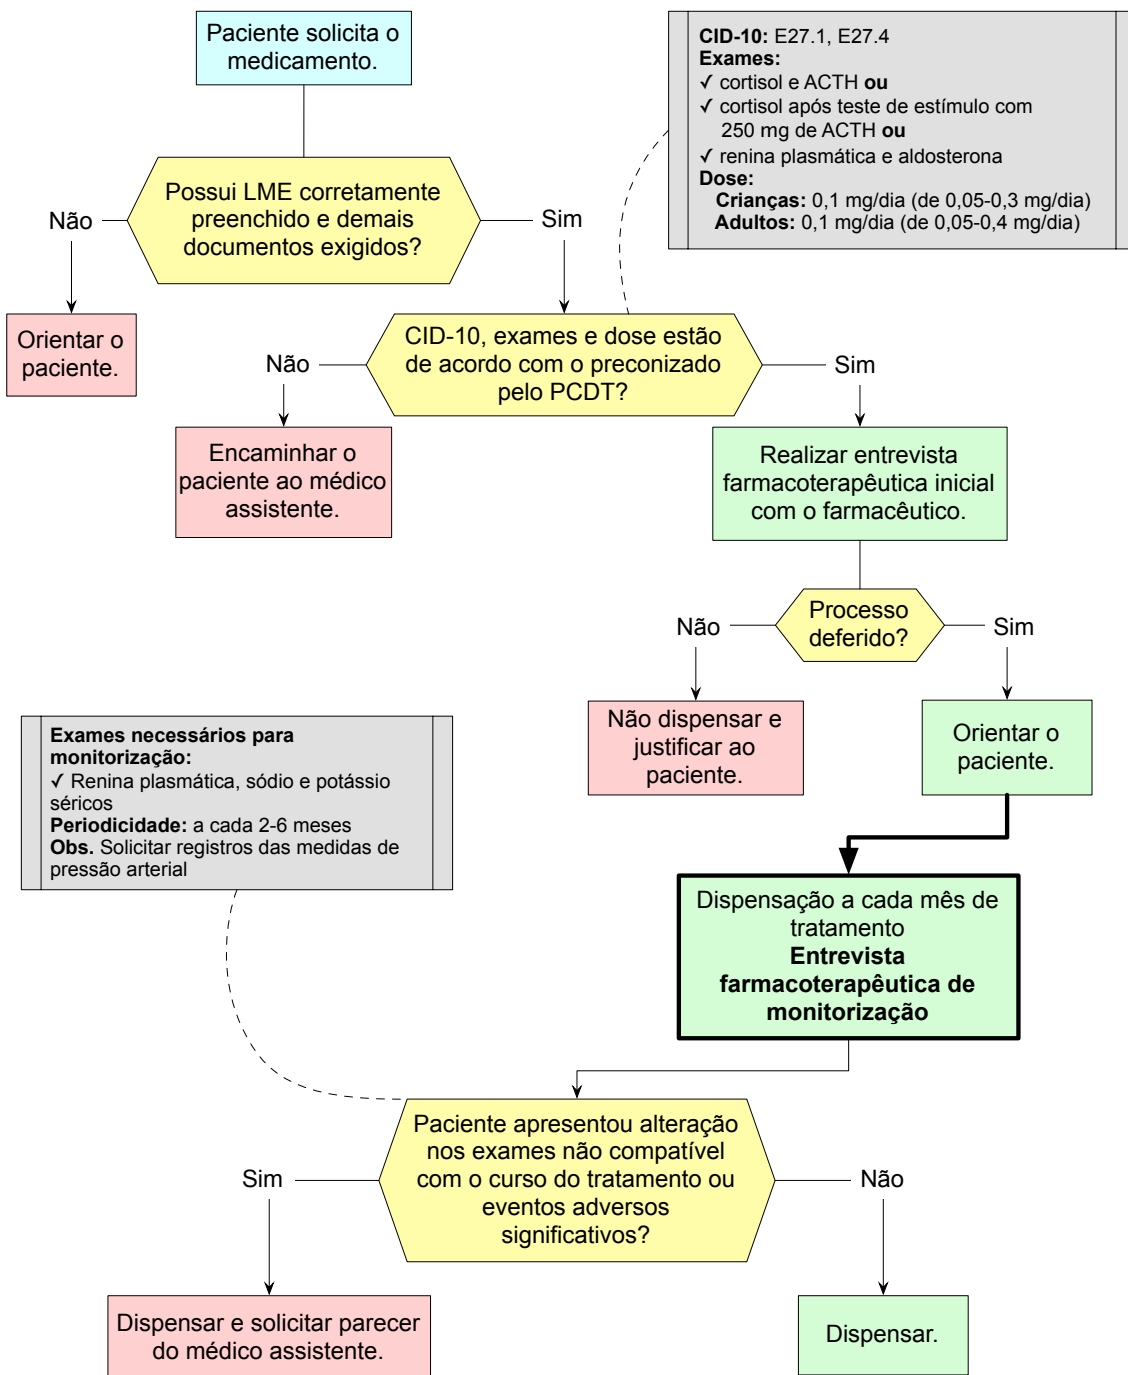 Paciente solicita o
medicamento.
CID-10: E27.1, E27.4
Exames:
✓ cortisol e ACTH ou
✓ cortisol após teste de estímulo com
250 mg de ACTH ou
✓ renina plasmática e aldosterona
Dose:
Crianças: 0,1 mg/dia (de 0,05-0,3 mg/dia)
Adultos: 0,1 mg/dia (de 0,05-0,4 mg/dia)
Possui LME corretamente
preenchido e demais
documentos exigidos?
Não
Sim
Orientar o
paciente.
CID-10, exames e dose estão
de acordo com o preconizado
pelo PCDT?
Não
Sim
Encaminhar o
paciente ao médico
assistente.
Realizar entrevista
farmacoterapêutica inicial
com o farmacêutico.
Processo
deferido?
Não
Sim
Não dispensar e
justificar ao
paciente.
Orientar o
paciente.
Exames necessários para
monitorização:
✓ Renina plasmática, sódio e potássio
séricos
Periodicidade: a cada 2-6 meses
Obs. Solicitar registros das medidas de
pressão arterial
Dispensação a cada mês de
tratamento
Entrevista
farmacoterapêutica de
monitorização
Paciente apresentou alteração
nos exames não compatível
com o curso do tratamento ou
eventos adversos
significativos?
Sim
Não
Dispensar e solicitar parecer
do médico assistente.
Dispensar.